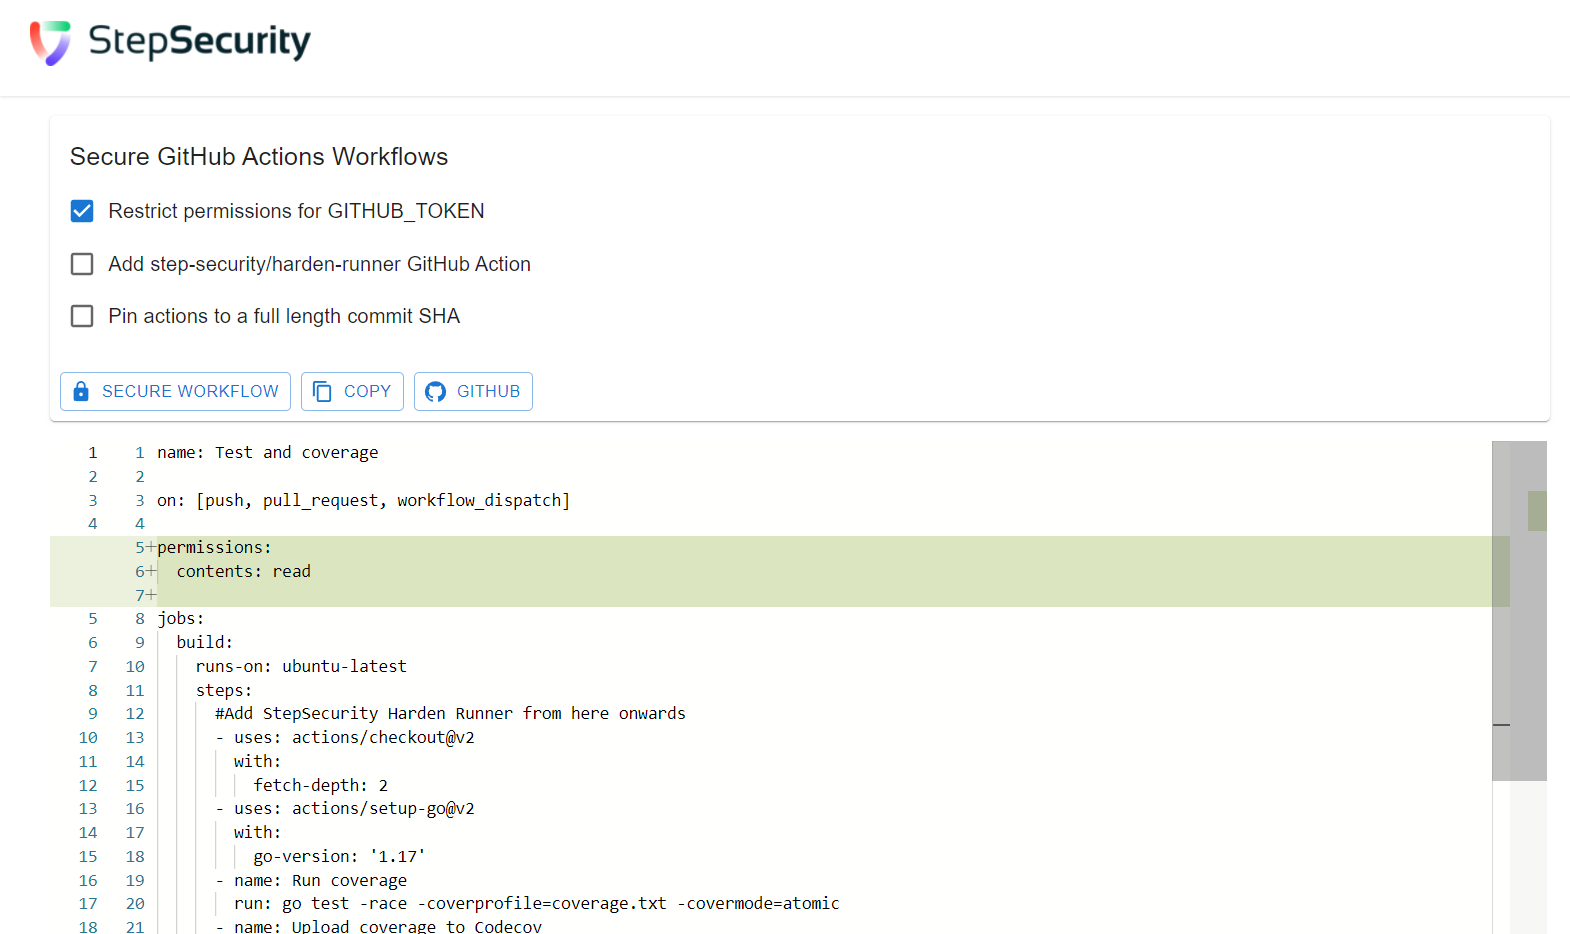 StepSecurity
Secure GitHub Actions Workflows
Restrict permissions for GITHUB_TOKEN
Add step-security/harden-runner GitHub Action
Pin actions to a full length commit SHA
SECURE WORKFLOW COPY GITHUB
1 1 name: Test and coverage
2 2
3 3 on: [push, pull_request, workflow_dispatch]
4 4
5+permissions:
6+ contents: read
7+
5 8 jobs:
6 9 build:
7 10 runs-on: ubuntu-latest
8 11 steps:
9 12 #Add StepSecurity Harden Runner from here onwards
10 13 - uses: actions/checkout@v2
11 14 with:
12 15 fetch-depth: 2
13 16 - uses: actions/setup-go@v2
14 17 with:
15 18 go-version: '1.17'
16 19 - name: Run coverage
17 20 run: go test -race -coverprofile=coverage.txt -covermode=atomic
18 21 - name: Upload coverage to Codecov